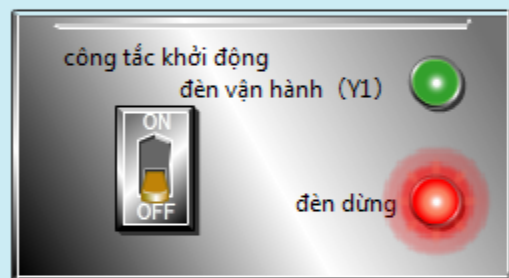 công tắc khởi động
đèn vận hành（Y1）
ON
OFF
đèn dừng